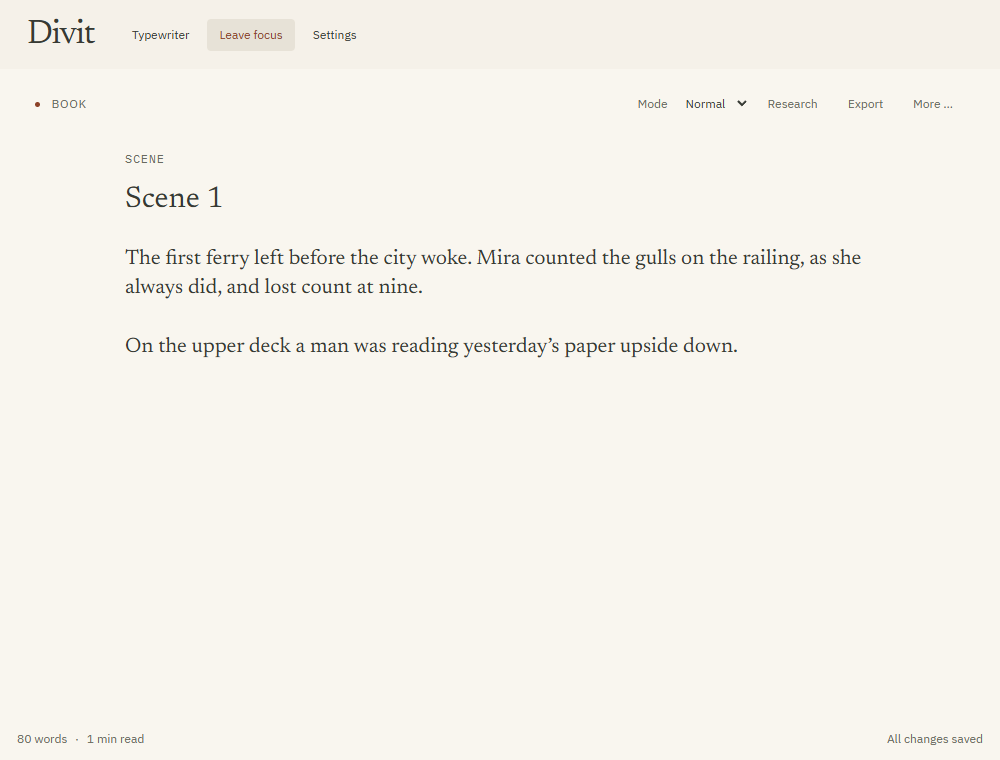 Divit
Typewriter
Leave focus
Settings
BOOK
Mode
Normal
Research
Export
More ...
SCENE
Scene 1
The first ferry left before the city woke. Mira counted the gulls on the railing, as she
always did, and lost count at nine.
On the upper deck a man was reading yesterday’s paper upside down.
80 words · 1 min read
All changes saved